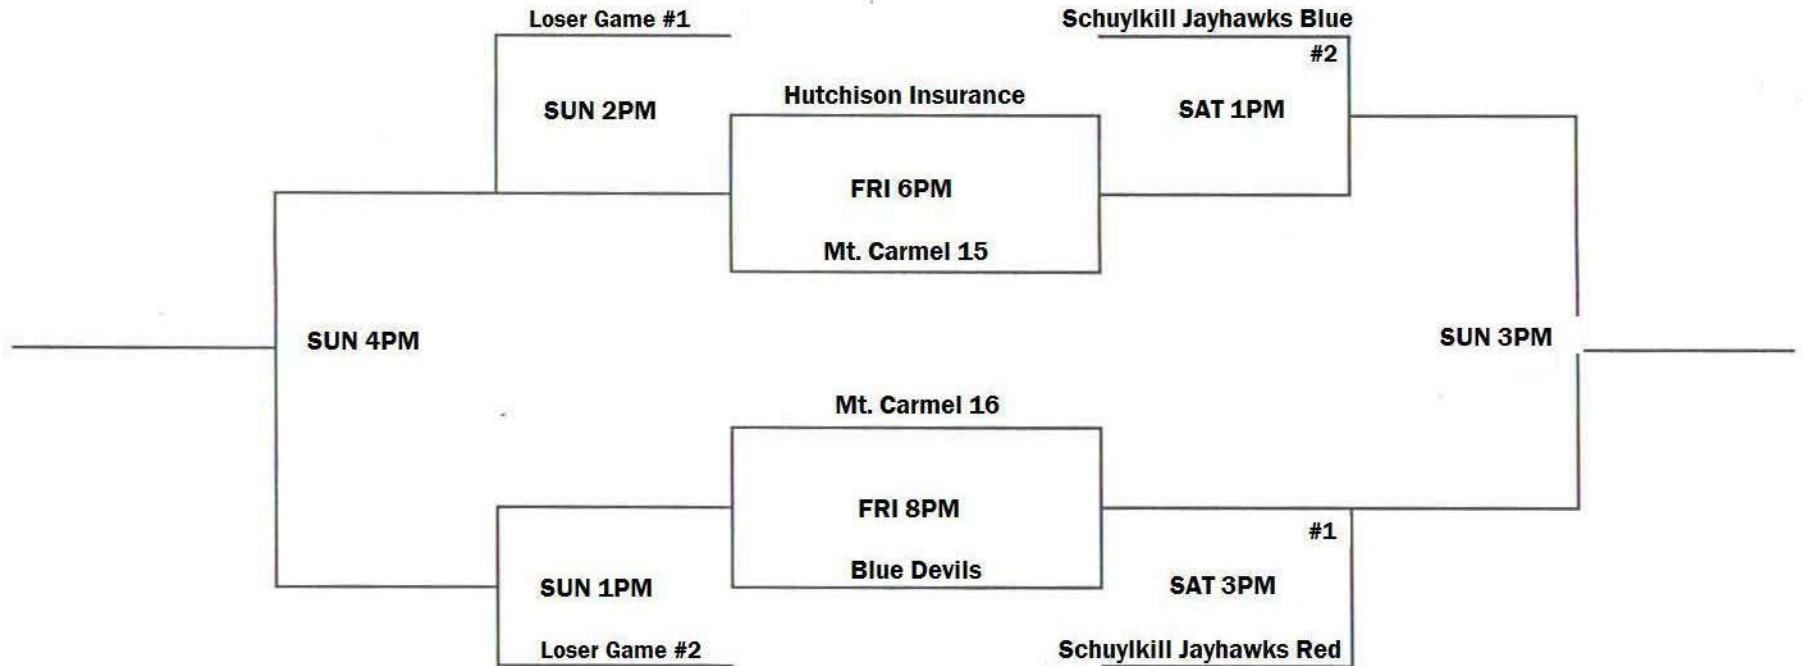 Loser Game #1
Schuylkill Jayhawks Blue
#2
SUN 2PM
Hutchison Insurance
SAT 1PM
FRI 6PM
Mt. Carmel 15
SUN 4PM
SUN 3PM
Mt. Carmel 16
FRI 8PM
#1
Blue Devils
SUN 1PM
SAT 3PM
Loser Game #2
Schuylkill Jayhawks Red